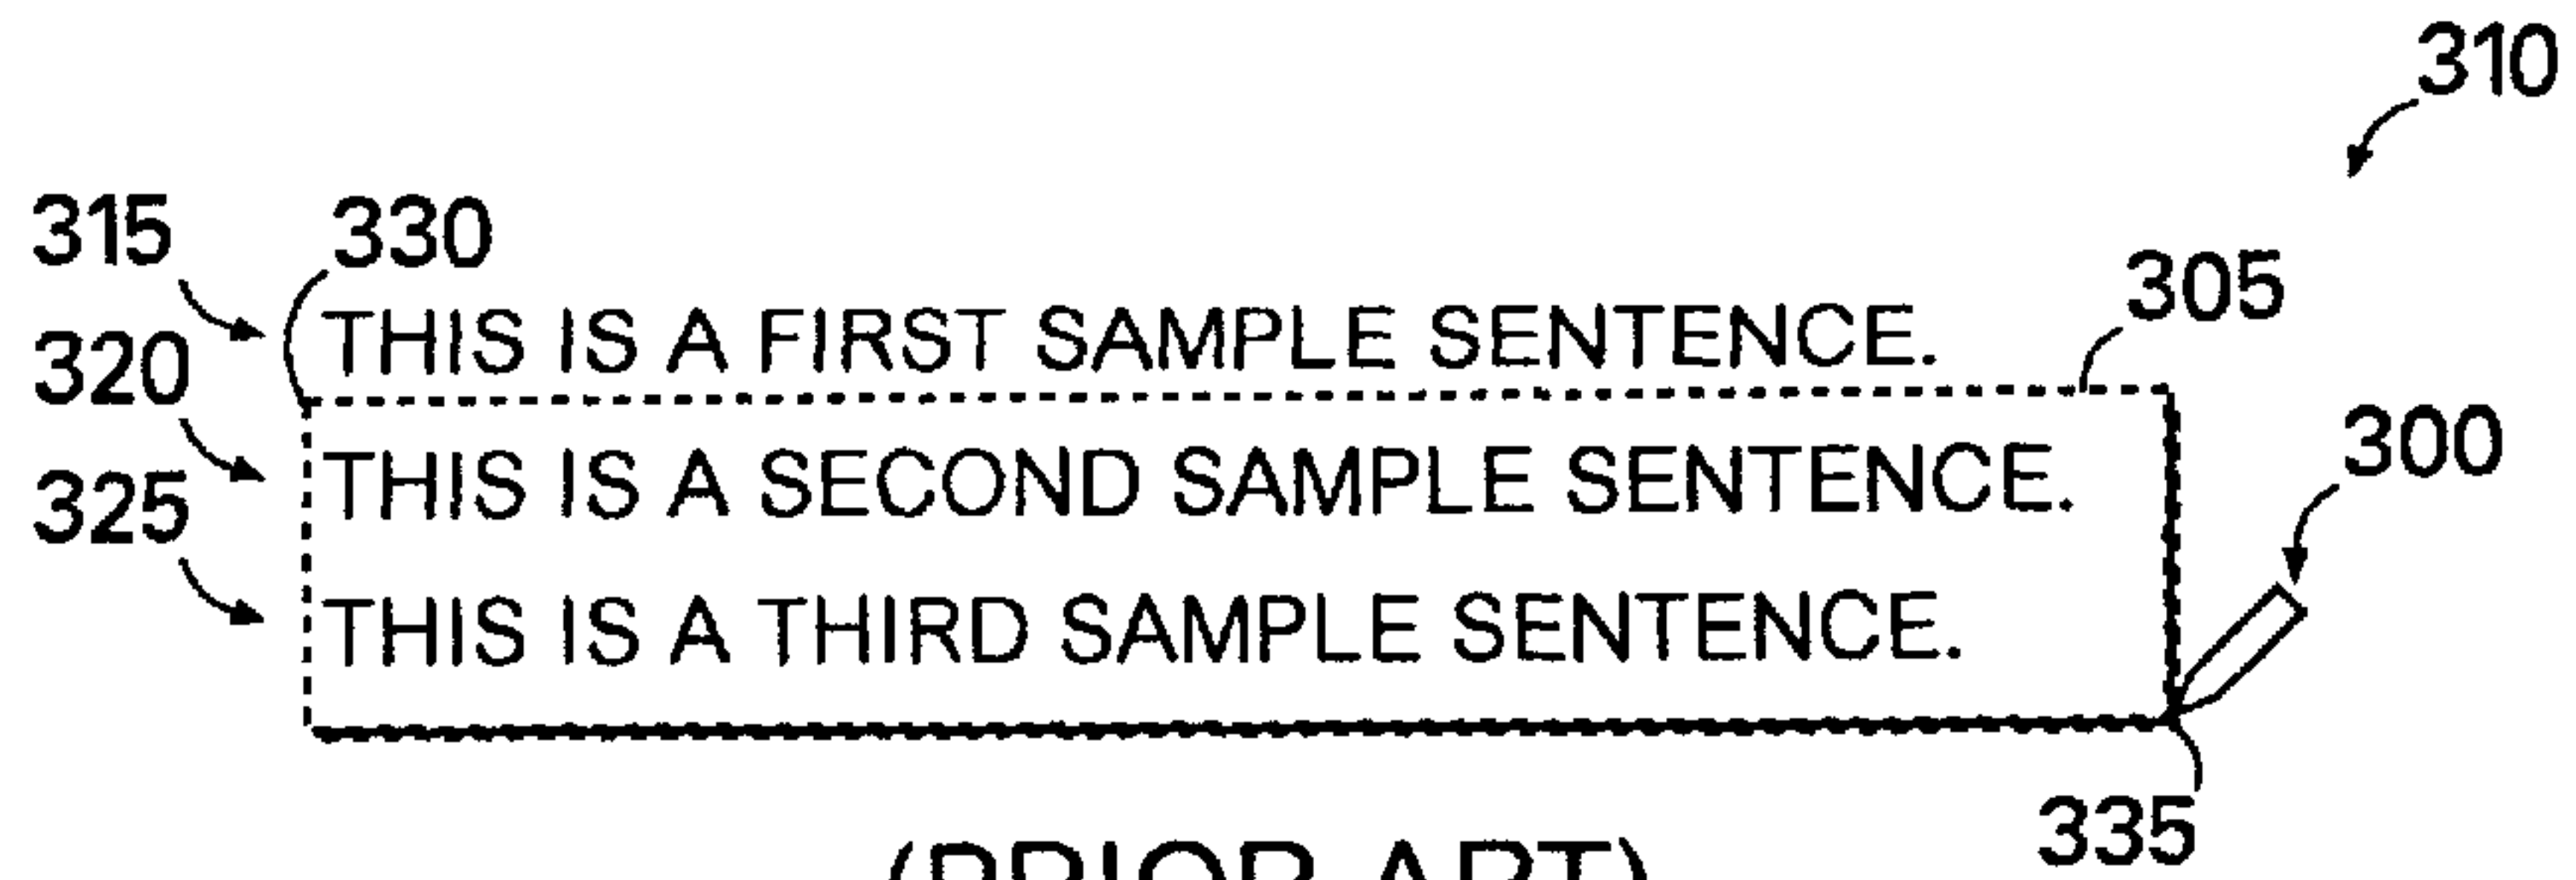 310
315 330
THIS IS A FIRST SAMPLE SENTENCE. 305
320
THIS IS A SECOND SAMPLE SENTENCE. 300
325
THIS IS A THIRD SAMPLE SENTENCE.
335
(PRIOR ART)